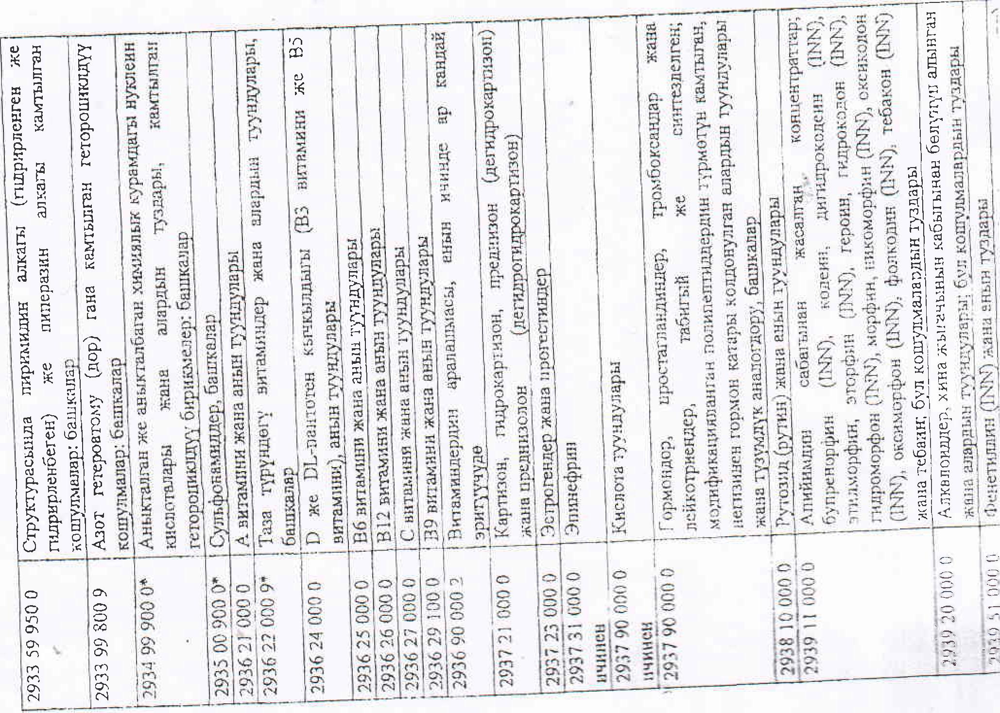 2933 59 950 0 Структурасында пиримидин алкагы (гидрирленген же
гидрирленбеген) же пиперазин алкагы камтылган
кошулмалар: башкалар
2933 99 800 9 Азот гетероатому (лор) гана камтылган геторошиклдүү
кошулмалар: башкалар
2934 99 900 0* Аныкталган же аныкталбаган химиялык курамдагы нуклеин
кислоталары жана алардын туздары, камтылган
геторошиклдүү бирикмелер: башкалар
2935 00 900 0* Сульфонамиддер, башкалар
2936 21 000 0 А витамини жана анын туундулары
2936 22 000 9* Таза түрүндөгү витаминдер жана алардын туундулары,
башкалар
2936 24 000 0 D же DL-пантотен кычкылдыгы (В3 витамини же В5
витамини), анын туундулары
2936 25 000 0 В6 витамини жана анын туундулары
2936 26 000 0 В12 витамини жана анын туундулары
2936 27 000 0 С витамини жана анын туундулары
2936 29 100 0 В9 витамини жана анын туундулары
2936 90 000 2 Витаминдердин аралашмасы, анын ичинде ар кандай
эритүүчүдө
2937 21 000 0 Картизон, гидрокартизон, преднизон (дегидрокартизон)
жана преднизолон (дегидрогидрокартизон)
2937 23 000 0 Эстрогендер жана прогестиндер
2937 31 000 0 Эпинефрин
ичинен
2937 90 000 0 Кислота туундулары
ичинен
2937 90 000 0 Гормондор, простагландиндер, тромбоксандар жана
лейкотриендер, табигый же синтезделген;
модификацияланган полипептиддердин түрмөгүн камтыган,
негизинен гормон катары колдонулган алардын туундулары
жана түзүмдүк аналогдору, башкалар
2938 10 000 0 Рутозид (рутин) жана анын туундулары
2939 11 000 0 Апийимдин сабагынан жасалган концентраттар;
бупренорфин (INN), кодеин, дигидрокодеин (INN),
этилморфин, эторфин (INN), героин, гидрокодон (INN),
гидроморфон (INN), морфин, никоморфин (INN), оксикодон
(INN), оксиморфон (INN), фолкодин (INN), тебакон (INN)
жана тебаин; бул кошулмалардын туздары
2939 20 000 0 Алкалоиддер, хина жыгачынын кабыгынан бөлүнүп алынган
жана алардын туундулары; бул кошулмалардын туздары
2939 51 000 0 Фенетиллин (INN) жана анын туздары